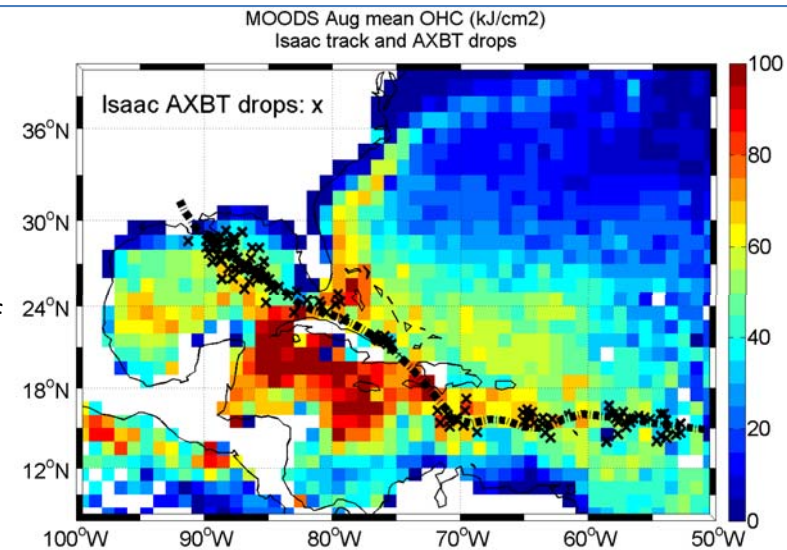 MOODS Aug mean OHC (kJ/cm2)
Isaac track and AXBT drops
Isaac AXBT drops: x
36°N
30°N
24°N
18°N
12°N
100°W 90°W 80°W 70°W 60°W 50°W
100
80
60
40
20
0